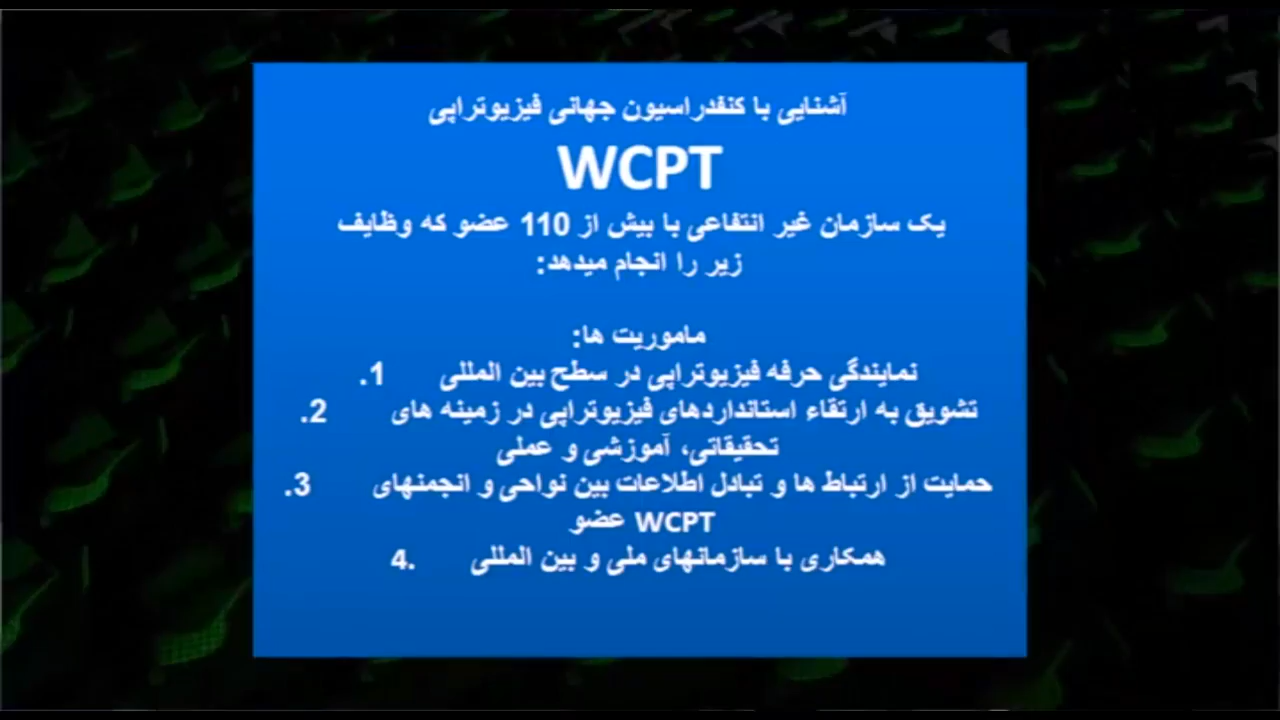 آشنایی با کنفدراسیون جهانی فیزیوتراپی
WCPT
یک سازمان غیر انتفاعی با بیش از 110 عضو که وظایف
زیر را انجام میدهد:
ماموریت ها:
.1 نمایندگی حرفه فیزیوتراپی در سطح بین المللی
.2 تشویق به ارتقاء استانداردهای فیزیوتراپی در زمینه های
تحقیقاتی، آموزشی و عملی
.3 حمایت از ارتباط ها و تبادل اطلاعات بین نواحی و انجمنهای
WCPT عضو
4. همکاری با سازمانهای ملی و بین المللی